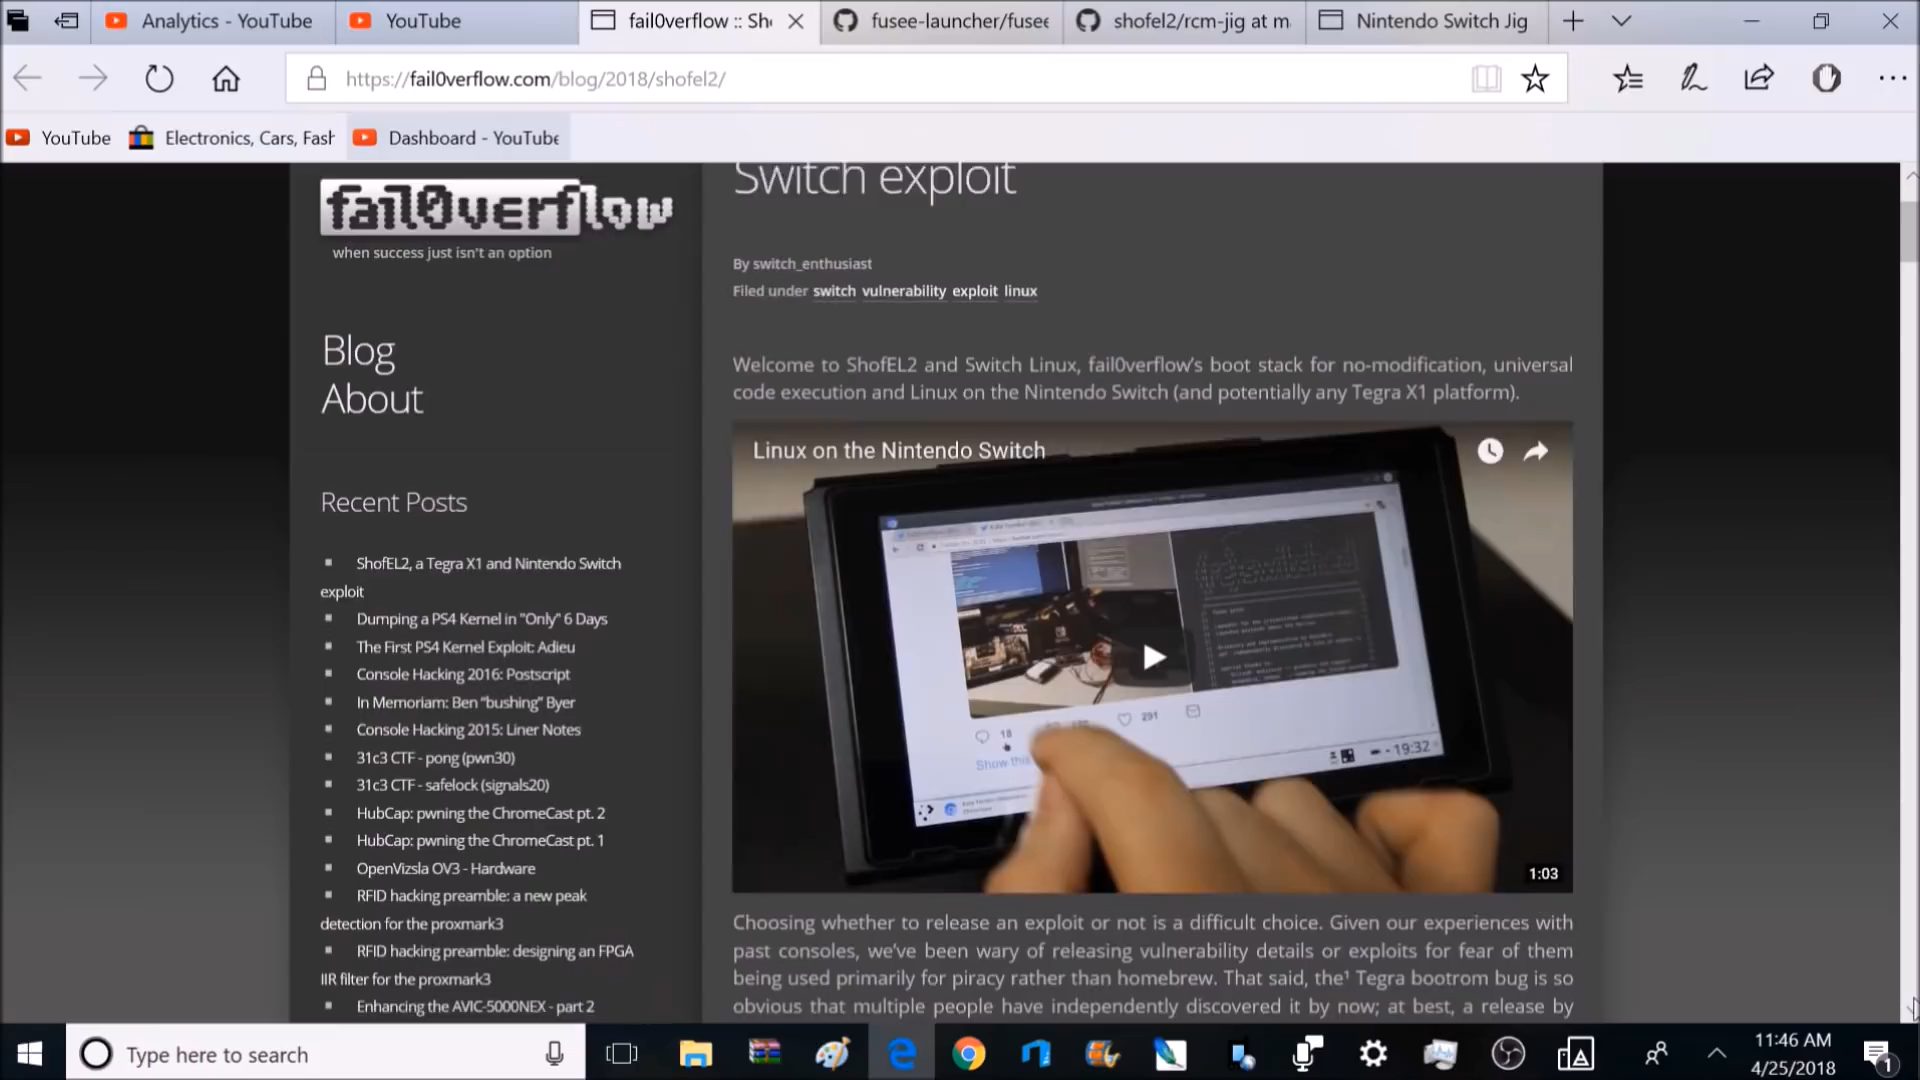 Analytics - YouTube
YouTube
fail0verflow :: Sh
fusee-launcher/fusee
shofel2/rcm-jig at m
Nintendo Switch Jig
https://fail0verflow.com/blog/2018/shofel2/
YouTube
Electronics, Cars, Fash
Dashboard - YouTube
fail0verflow
when success just isn't an option
Blog
About
Recent Posts
ShofEL2, a Tegra X1 and Nintendo Switch
exploit
Dumping a PS4 Kernel in "Only" 6 Days
The First PS4 Kernel Exploit: Adieu
Console Hacking 2016: Postscript
In Memoriam: Ben "bushing" Byer
Console Hacking 2015: Liner Notes
31c3 CTF - pong (pwn30)
31c3 CTF - safelock (signals20)
HubCap: pwning the ChromeCast pt. 2
HubCap: pwning the ChromeCast pt. 1
OpenVizsla OV3 - Hardware
RFID hacking preamble: a new peak
detection for the proxmark3
RFID hacking preamble: designing an FPGA
IIR filter for the proxmark3
Enhancing the AVIC-5000NEX - part 2
Switch exploit
By switch_enthusiast
Filed under switch vulnerability exploit linux
Welcome to ShofEL2 and Switch Linux, fail0verflow's boot stack for no-modification, universal
code execution and Linux on the Nintendo Switch (and potentially any Tegra X1 platform).
Linux on the Nintendo Switch
18
291
Show this
19:32
1:03
Choosing whether to release an exploit or not is a difficult choice. Given our experiences with
past consoles, we've been wary of releasing vulnerability details or exploits for fear of them
being used primarily for piracy rather than homebrew. That said, the¹ Tegra bootrom bug is so
obvious that multiple people have independently discovered it by now; at best, a release by
Type here to search
11:46 AM
4/25/2018
1